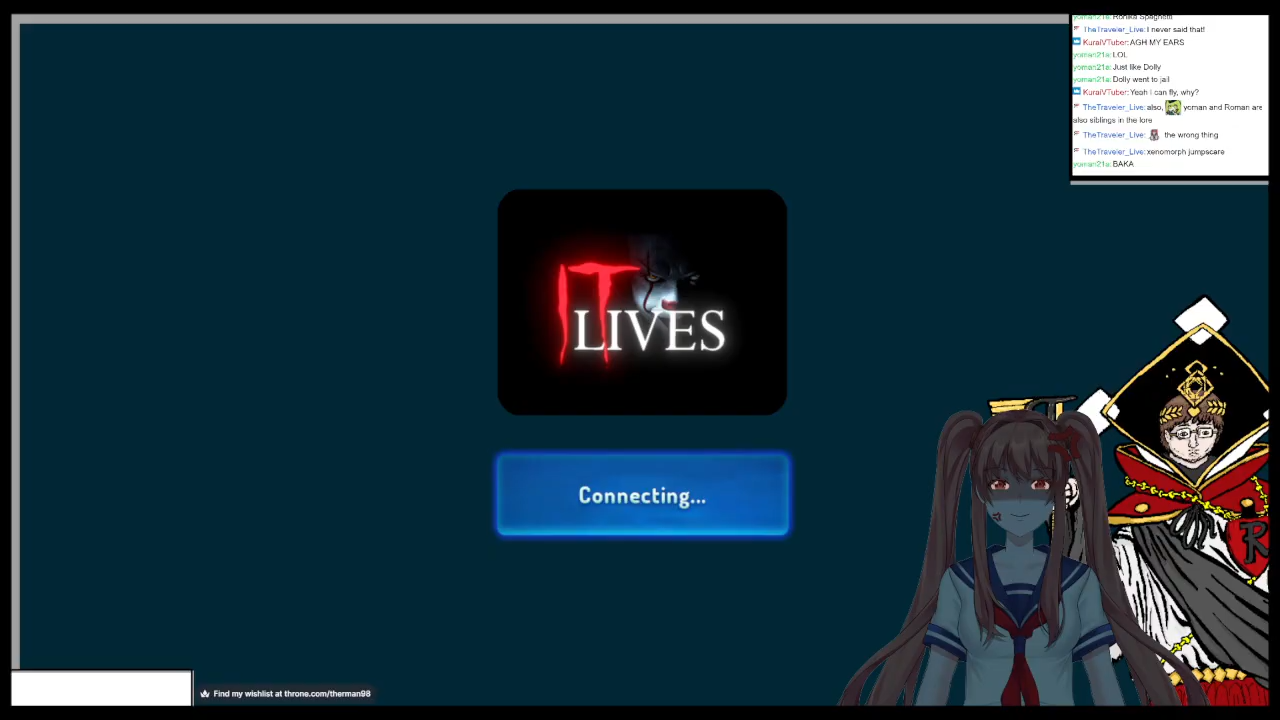 yoman21a: Ronika Spaghetti
TheTraveler_Live: I never said that!
KuraiVTuber: AGH MY EARS
yoman21a: LOL
yoman21a: Just like Dolly
yoman21a: Dolly went to jail
KuraiVTuber: Yeah I can fly, why?
TheTraveler_Live: also, yoman and Roman are
also siblings in the lore
TheTraveler_Live: the wrong thing
TheTraveler_Live: xenomorph jumpscare
yoman21a: BAKA
IT
LIVES
Connecting...
R
Find my wishlist at throne.com/therman98